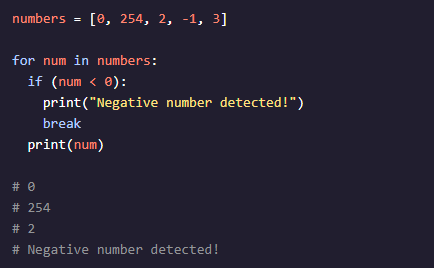 numbers = [0, 254, 2, -1, 3]

for num in numbers:
  if (num < 0):
    print("Negative number detected!")
    break
  print(num)

# 0
# 254
# 2
# Negative number detected!